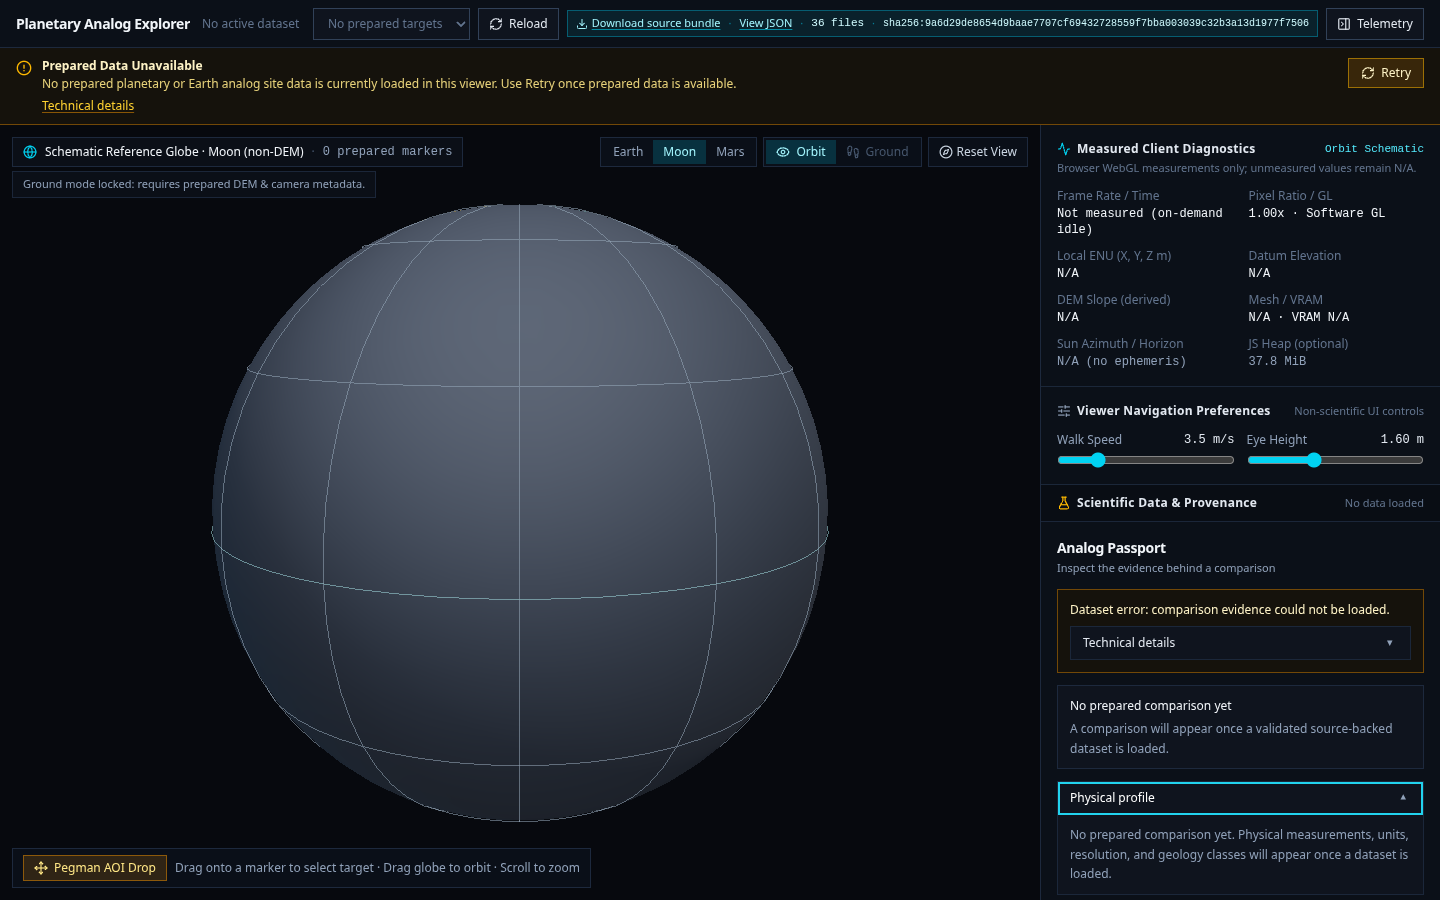 Planetary Analog Explorer
No active dataset
No prepared targets
Reload
Download source bundle · View JSON · 36 files · sha256:9a6d29de8654d9baae7707cf69432728559f7bba003039c32b3a13d1977f7506
Telemetry
Prepared Data Unavailable
No prepared planetary or Earth analog site data is currently loaded in this viewer. Use Retry once prepared data is available.
Technical details
Retry
Schematic Reference Globe · Moon (non-DEM) · 0 prepared markers
Earth
Moon
Mars
Orbit
Ground
Reset View
Ground mode locked: requires prepared DEM & camera metadata.
Pegman AOI Drop
Drag onto a marker to select target · Drag globe to orbit · Scroll to zoom
Measured Client Diagnostics
Orbit Schematic
Browser WebGL measurements only; unmeasured values remain N/A.
Frame Rate / Time
Not measured (on-demand
idle)
Pixel Ratio / GL
1.00x · Software GL
Local ENU (X, Y, Z m)
N/A
Datum Elevation
N/A
DEM Slope (derived)
N/A
Mesh / VRAM
N/A · VRAM N/A
Sun Azimuth / Horizon
N/A (no ephemeris)
JS Heap (optional)
37.8 MiB
Viewer Navigation Preferences
Non-scientific UI controls
Walk Speed
3.5 m/s
Eye Height
1.60 m
Scientific Data & Provenance
No data loaded
Analog Passport
Inspect the evidence behind a comparison
Dataset error: comparison evidence could not be loaded.
Technical details
No prepared comparison yet
A comparison will appear once a validated source-backed
dataset is loaded.
Physical profile
No prepared comparison yet. Physical measurements, units,
resolution, and geology classes will appear once a dataset is
loaded.